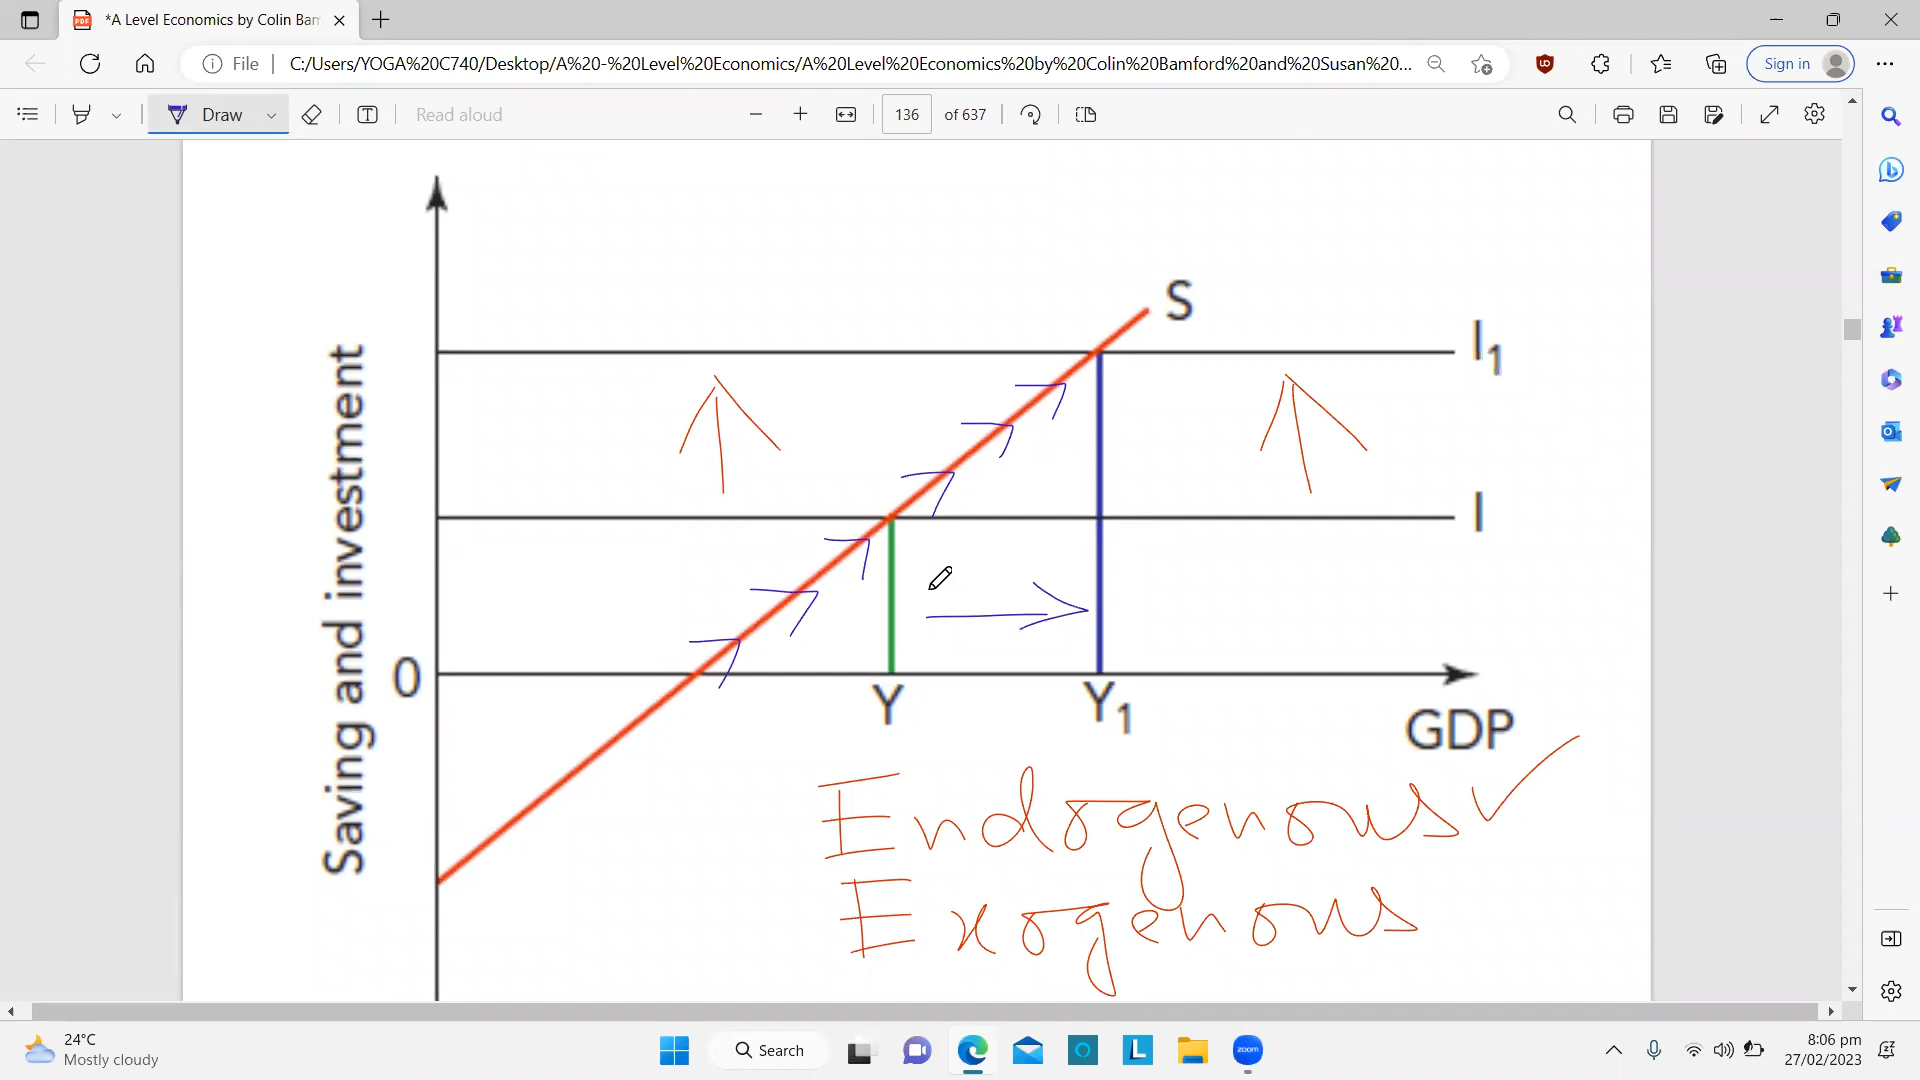 *A Level Economics by Colin Bam
File
C:/Users/YOGA%20C740/Desktop/A%20-%20Level%20Economics/A%20Level%20Economics%20by%20Colin%20Bamford%20and%20Susan%20...
Sign in
Draw
Read aloud
136 of 637
S
I1
Saving and investment
I
0
Y
Y1
GDP
Endogenous
Exogenous
24°C
Mostly cloudy
Search
zoom
8:06 pm
27/02/2023